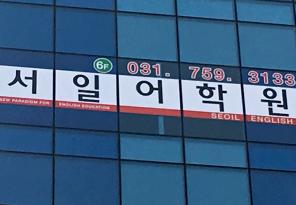 6F 031. 759. 3133
서일어학원
NEW PARADIGM FOR ENGLISH EDUCATION
SEOIL ENGLISH